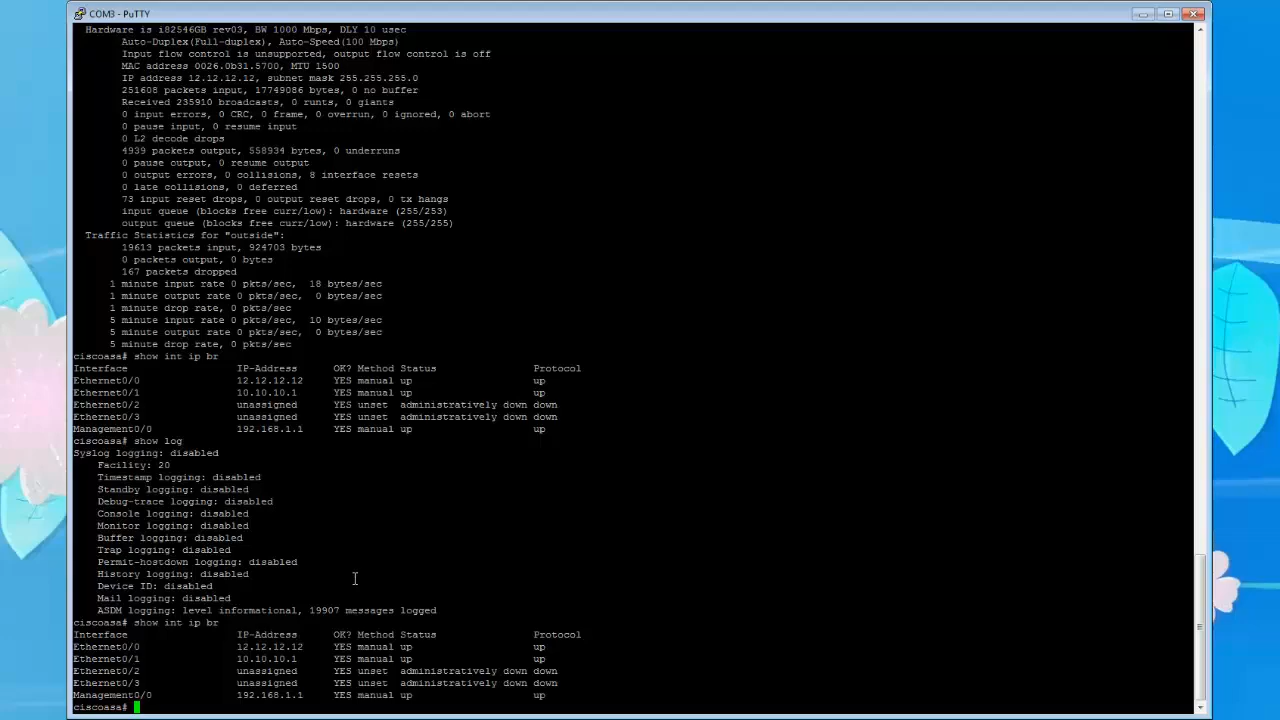 COM3 - PuTTY
Hardware is i82546GB rev03, BW 1000 Mbps, DLY 10 usec
Auto-Duplex(Full-duplex), Auto-Speed(100 Mbps)
Input flow control is unsupported, output flow control is off
MAC address 0026.0b31.5700, MTU 1500
IP address 12.12.12.12, subnet mask 255.255.255.0
251608 packets input, 17749086 bytes, 0 no buffer
Received 235910 broadcasts, 0 runts, 0 giants
0 input errors, 0 CRC, 0 frame, 0 overrun, 0 ignored, 0 abort
0 pause input, 0 resume input
0 L2 decode drops
4939 packets output, 558934 bytes, 0 underruns
0 pause output, 0 resume output
0 output errors, 0 collisions, 8 interface resets
0 late collisions, 0 deferred
73 input reset drops, 0 output reset drops, 0 tx hangs
input queue (blocks free curr/low): hardware (255/253)
output queue (blocks free curr/low): hardware (255/255)
Traffic Statistics for "outside":
19613 packets input, 924703 bytes
0 packets output, 0 bytes
167 packets dropped
1 minute input rate 0 pkts/sec, 18 bytes/sec
1 minute output rate 0 pkts/sec, 0 bytes/sec
1 minute drop rate, 0 pkts/sec
5 minute input rate 0 pkts/sec, 10 bytes/sec
5 minute output rate 0 pkts/sec, 0 bytes/sec
5 minute drop rate, 0 pkts/sec
ciscoasa# show int ip br
Interface IP-Address OK? Method Status Protocol
Ethernet0/0 12.12.12.12 YES manual up up
Ethernet0/1 10.10.10.1 YES manual up up
Ethernet0/2 unassigned YES unset administratively down down
Ethernet0/3 unassigned YES unset administratively down down
Management0/0 192.168.1.1 YES manual up up
ciscoasa# show log
Syslog logging: disabled
Facility: 20
Timestamp logging: disabled
Standby logging: disabled
Debug-trace logging: disabled
Console logging: disabled
Monitor logging: disabled
Buffer logging: disabled
Trap logging: disabled
Permit-hostdown logging: disabled
History logging: disabled
Device ID: disabled
Mail logging: disabled
ASDM logging: level informational, 19907 messages logged
ciscoasa# show int ip br
Interface IP-Address OK? Method Status Protocol
Ethernet0/0 12.12.12.12 YES manual up up
Ethernet0/1 10.10.10.1 YES manual up up
Ethernet0/2 unassigned YES unset administratively down down
Ethernet0/3 unassigned YES unset administratively down down
Management0/0 192.168.1.1 YES manual up up
ciscoasa#